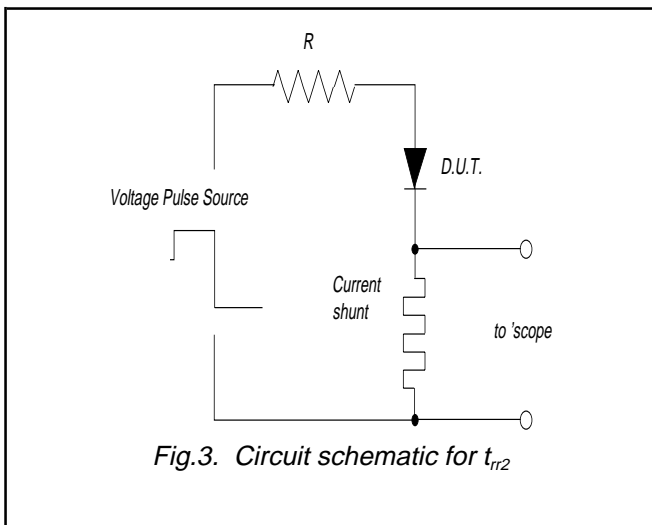 R
D.U.T.
Voltage Pulse Source
Current
shunt
to 'scope
Fig.3. Circuit schematic for trr2